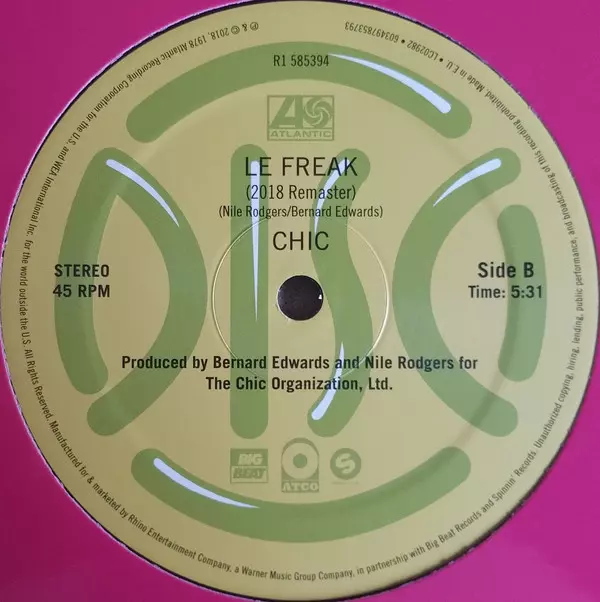 R1 585394
ATLANTIC
DISCO
LE FREAK
(2018 Remaster)
(Nile Rodgers/Bernard Edwards)
CHIC
STEREO
45 RPM
Side B
Time: 5:31
Produced by Bernard Edwards and Nile Rodgers for
The Chic Organization, Ltd.
BIG
BEAT
ATCO
℗ & © 2018, 1978 Atlantic Recording Corporation for the U.S. and WEA International Inc. for the world outside the U.S. All Rights Reserved. Manufactured for & marketed by Rhino Entertainment Company, a Warner Music Group Company, in partnership with Big Beat Records and Spinnin' Records. Unauthorized copying, hiring, lending, public performance, and broadcasting of this recording prohibited. Made in E.U. • LC02982 • 603497853793